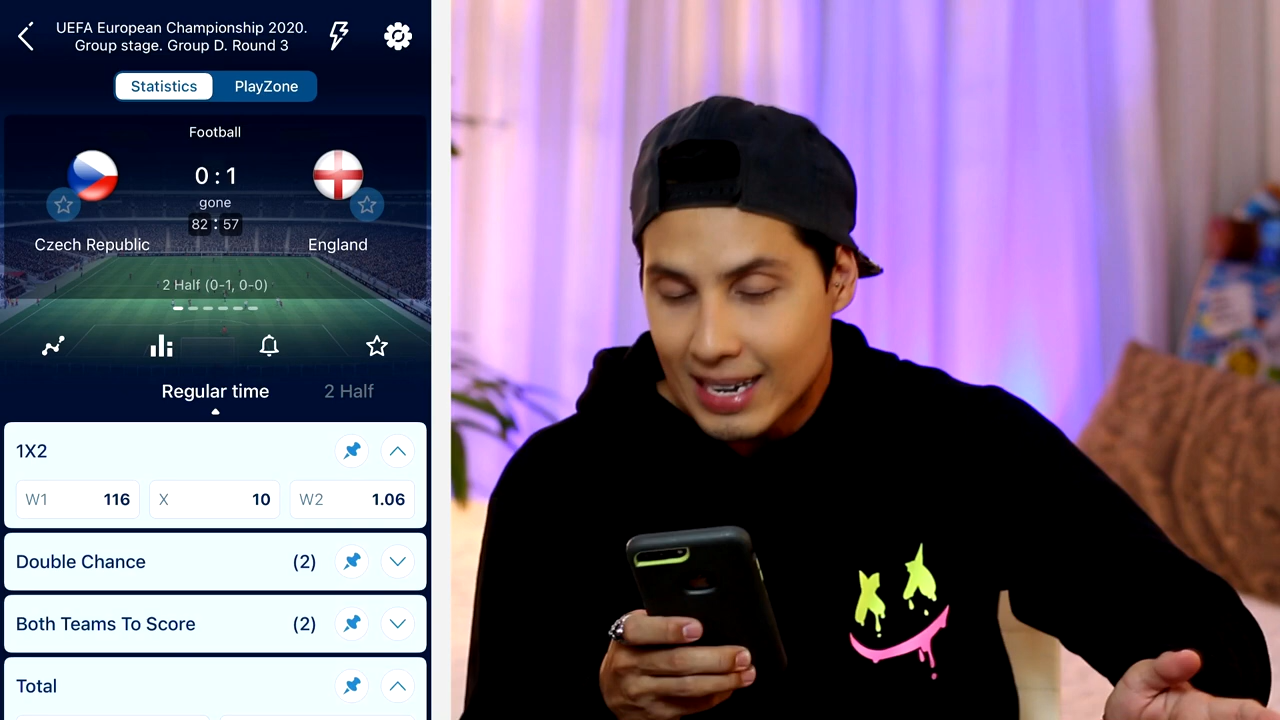 UEFA European Championship 2020.
Group stage. Group D. Round 3
Statistics
PlayZone
Football
0 : 1
gone
82 : 57
Czech Republic
England
2 Half (0-1, 0-0)
Regular time
2 Half
1X2
W1 116
X 10
W2 1.06
Double Chance (2)
Both Teams To Score (2)
Total